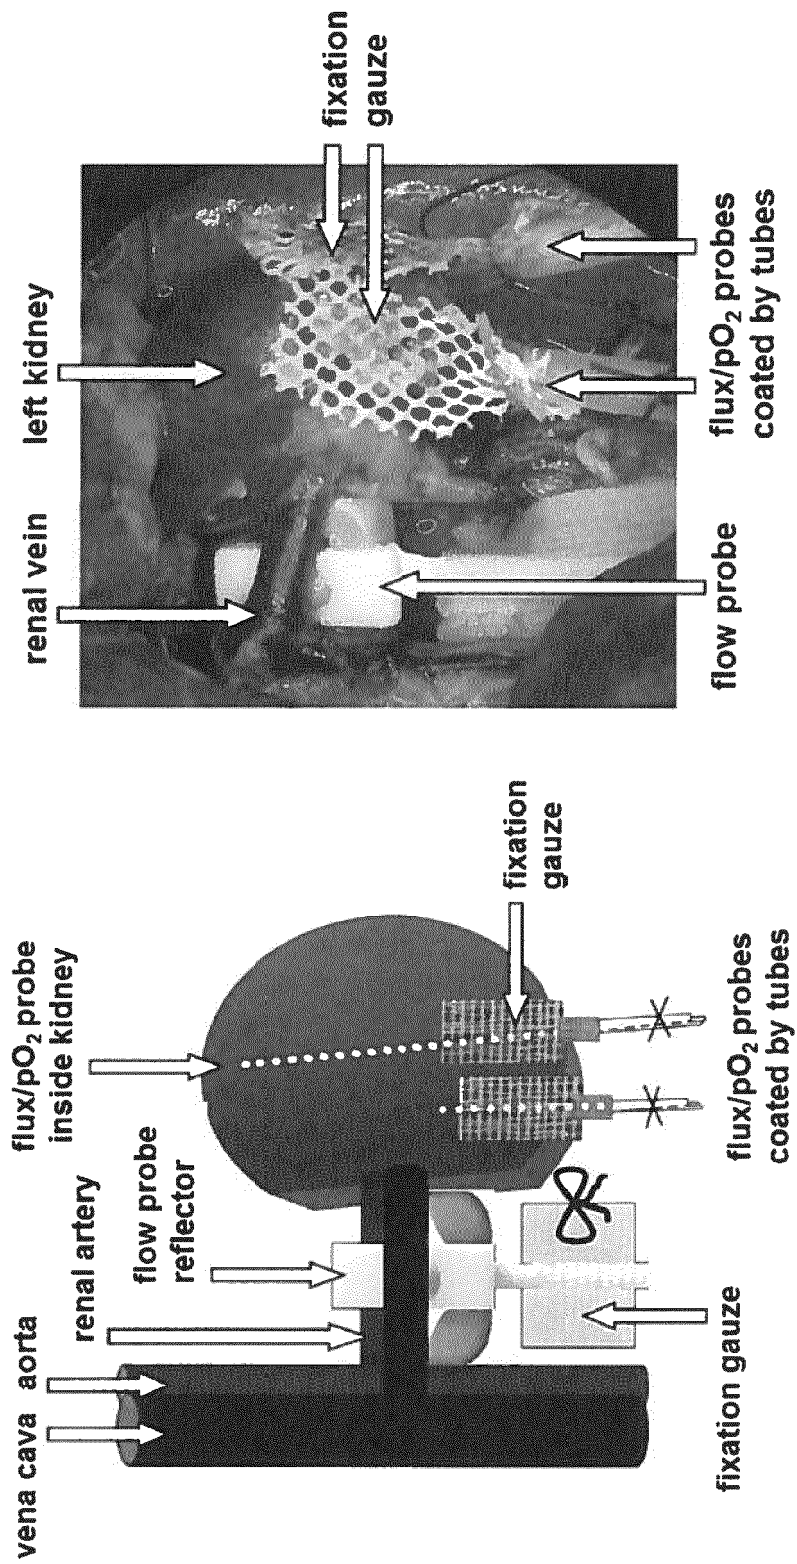 vena cava
aorta
renal artery
flow probe
reflector
flux/pO₂ probe
inside kidney
fixation
gauze
fixation gauze
flux/pO₂ probes
coated by tubes
renal vein
left kidney
fixation
gauze
flow probe
flux/pO₂ probes
coated by tubes